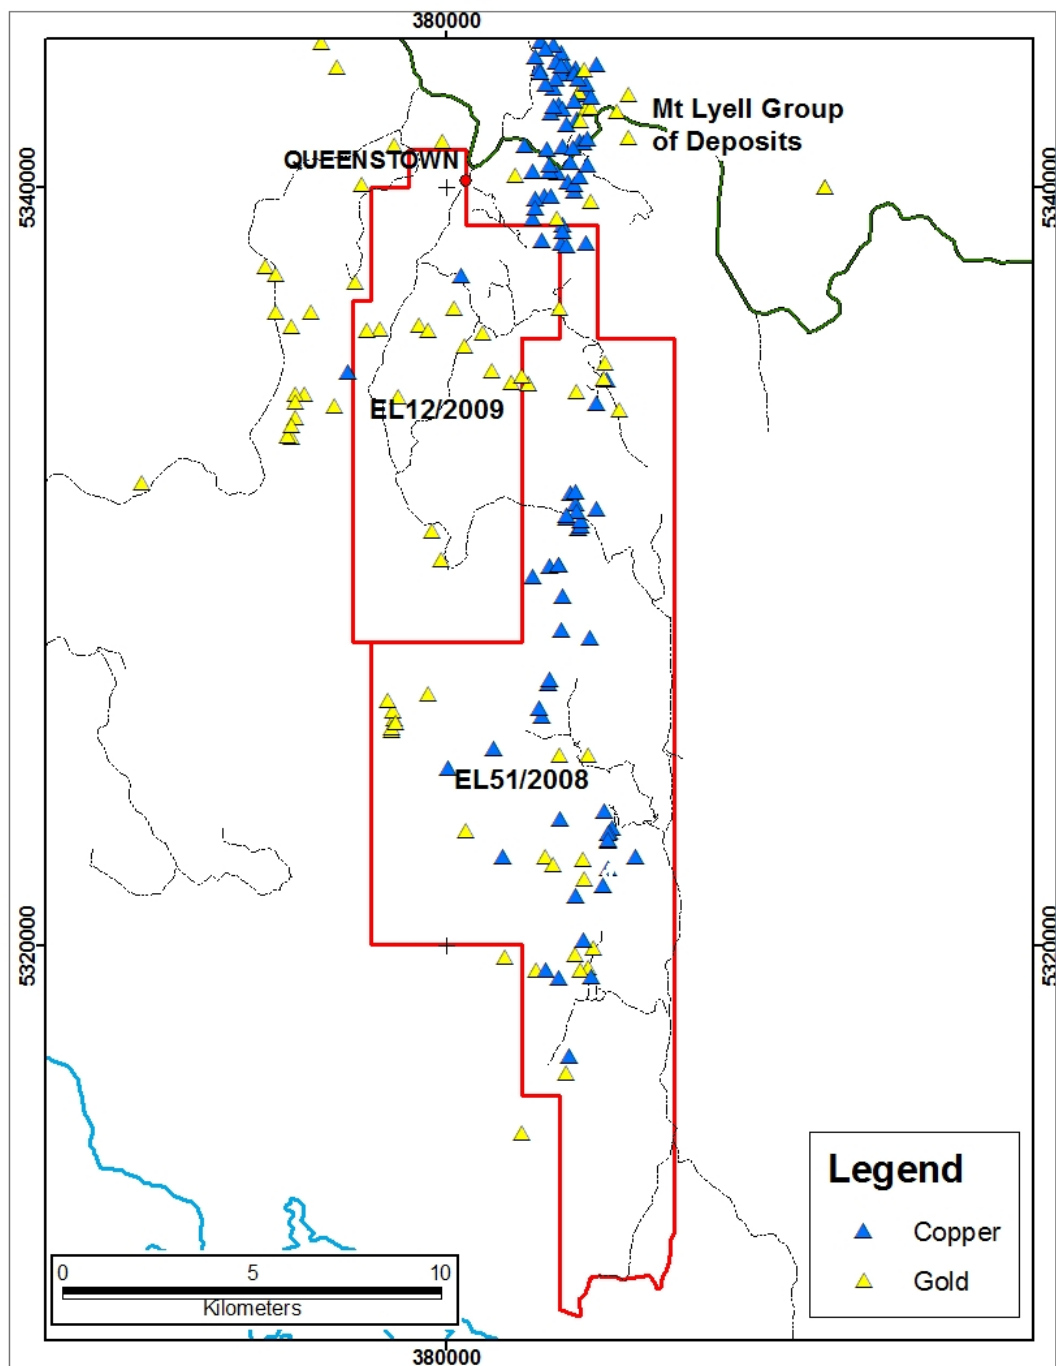 380000
Mt Lyell Group
of Deposits
QUEENSTOWN
5340000
5340000
EL12/2009
EL51/2008
5320000
5320000
Legend
Copper
Gold
0 5 10
Kilometers
380000